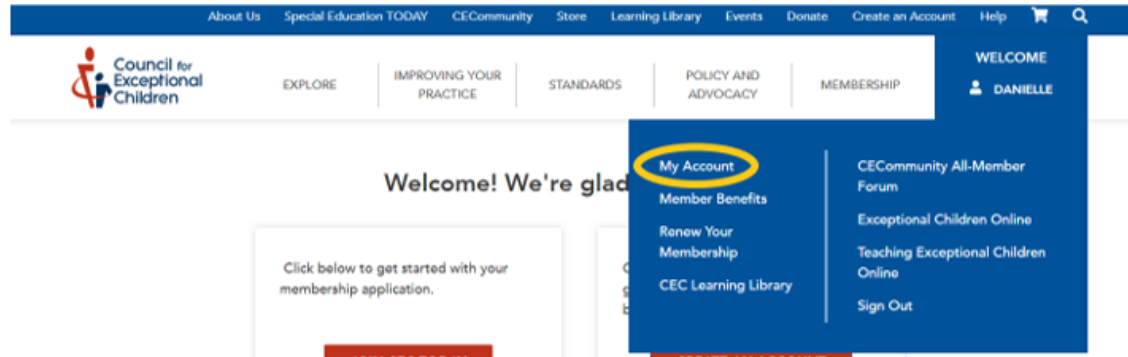 About Us Special Education TODAY CECommunity Store Learning Library Events Donate Create an Account Help
Council for
Exceptional
Children
EXPLORE
IMPROVING YOUR
PRACTICE
STANDARDS
POLICY AND
ADVOCACY
MEMBERSHIP
WELCOME
DANIELLE
My Account
Member Benefits
Renew Your
Membership
CEC Learning Library
CECommunity All-Member
Forum
Exceptional Children Online
Teaching Exceptional Children
Online
Sign Out
Welcome! We're glad
Click below to get started with your
membership application.